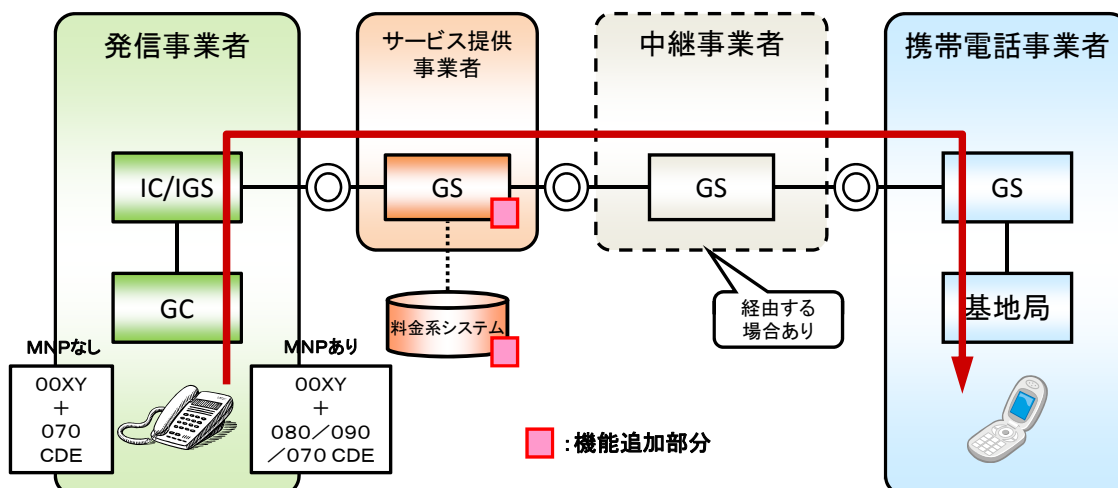 発信事業者
サービス提供
事業者
中継事業者
携帯電話事業者
IC/IGS
GS
GS
GS
GC
料金系システム
経由する
場合あり
基地局
MNPなし
00XY
+
070
CDE
MNPあり
00XY
+
080/090
/070 CDE
:機能追加部分